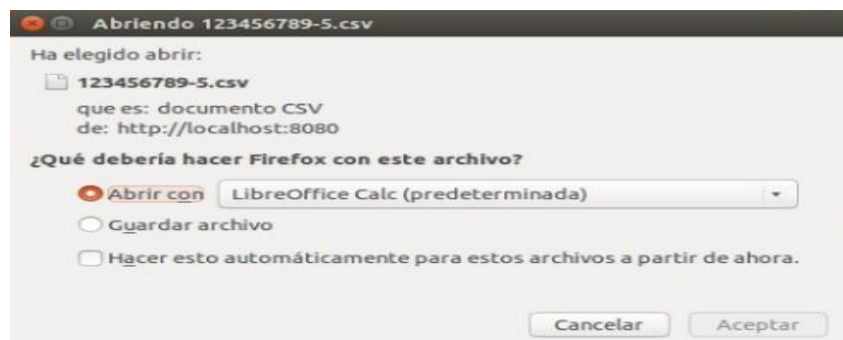 Abriendo 123456789-5.csv
Ha elegido abrir:
123456789-5.csv
que es: documento CSV
de: http://localhost:8080
¿Qué debería hacer Firefox con este archivo?
Abrir con LibreOffice Calc (predeterminada)
Guardar archivo
Hacer esto automáticamente para estos archivos a partir de ahora.
Cancelar Aceptar